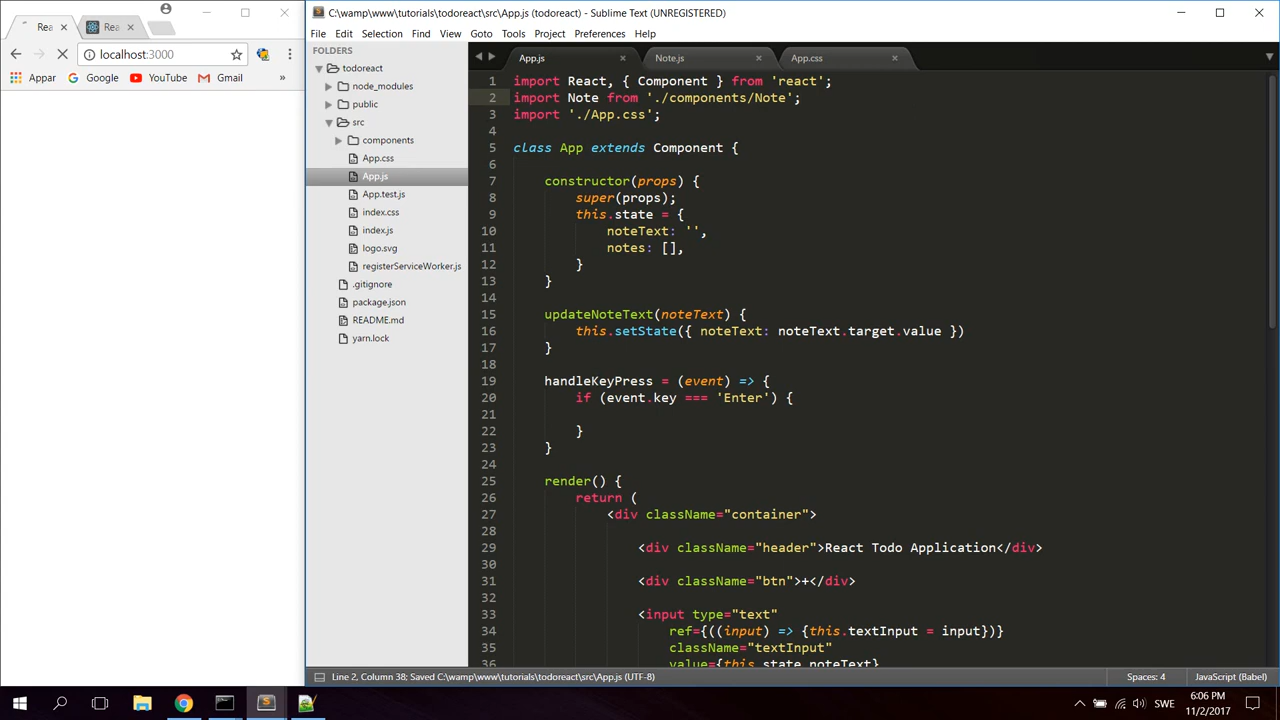 Rea
Rea
localhost:3000
Appar
Google
YouTube
Gmail
»
C:\wamp\www\tutorials\todoreact\src\App.js (todoreact) - Sublime Text (UNREGISTERED)
File Edit Selection Find View Goto Tools Project Preferences Help
FOLDERS
todoreact
node_modules
public
src
components
App.css
App.js
App.test.js
index.css
index.js
logo.svg
registerServiceWorker.js
.gitignore
package.json
README.md
yarn.lock
App.js
Note.js
App.css
1 import React, { Component } from 'react';
2 import Note from './components/Note';
3 import './App.css';
4
5 class App extends Component {
6
7 constructor(props) {
8 super(props);
9 this.state = {
10 noteText: '',
11 notes: [],
12 }
13 }
14
15 updateNoteText(noteText) {
16 this.setState({ noteText: noteText.target.value })
17 }
18
19 handleKeyPress = (event) => {
20 if (event.key === 'Enter') {
21
22 }
23 }
24
25 render() {
26 return (
27 <div className="container">
28
29 <div className="header">React Todo Application</div>
30
31 <div className="btn">+</div>
32
33 <input type="text"
34 ref={((input) => {this.textInput = input})}
35 className="textInput"
36 value={this.state.noteText}
Line 2, Column 38; Saved C:\wamp\www\tutorials\todoreact\src\App.js (UTF-8)
Spaces: 4
JavaScript (Babel)
SWE
6:06 PM
11/2/2017